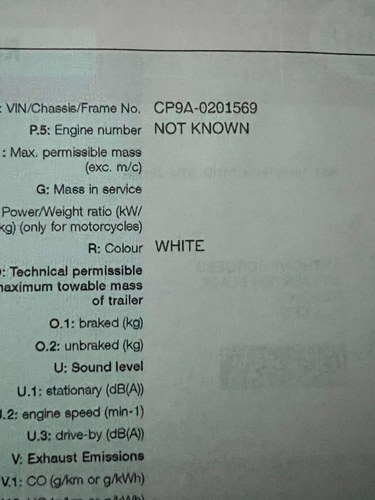 : VIN/Chassis/Frame No. CP9A-0201569
P.5: Engine number NOT KNOWN
: Max. permissible mass
(exc. m/c)
G: Mass in service
Power/Weight ratio (kW/
kg) (only for motorcycles)
R: Colour WHITE
: Technical permissible
maximum towable mass
of trailer
O.1: braked (kg)
O.2: unbraked (kg)
U: Sound level
U.1: stationary (dB(A))
U.2: engine speed (min-1)
U.3: drive-by (dB(A))
V: Exhaust Emissions
V.1: CO (g/km or g/kWh)